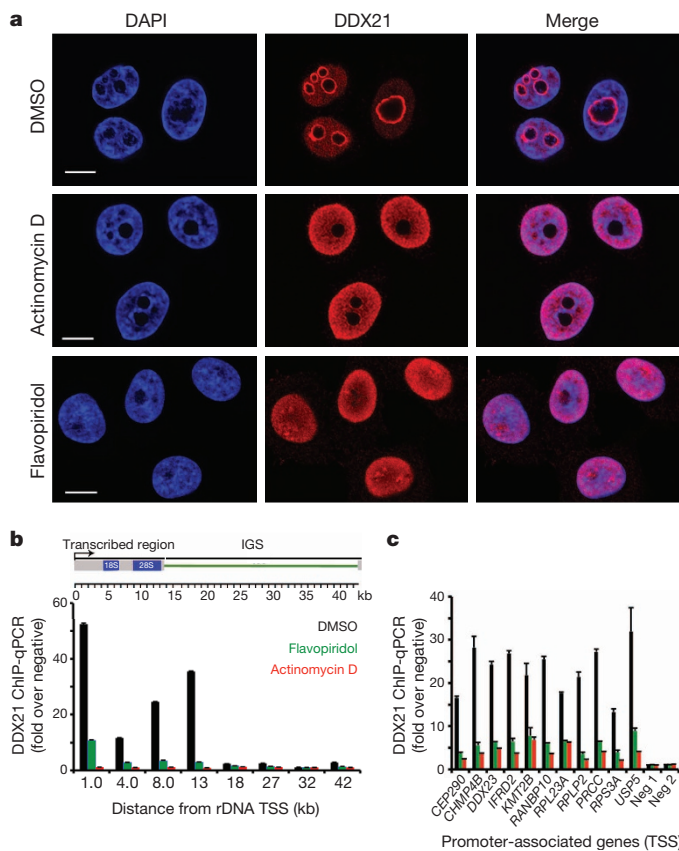 a
DAPI DDX21 Merge
DMSO
Actinomycin D
Flavopiridol
b
Transcribed region IGS
18S 28S
0 5 10 15 20 25 30 35 40 kb
DDX21 ChIP-qPCR
(fold over negative)
60
40
20
0
DMSO
Flavopiridol
Actinomycin D
1.0 4.0 8.0 13 18 27 32 42
Distance from rDNA TSS (kb)
c
DDX21 ChIP-qPCR
(fold over negative)
40
30
20
10
0
CEP290
CHMP4B
DDX23
IFRD2
KMT2B
RANBP10
RPL23A
RPLP2
PRCC
RPS3A
USP5
Neg 1
Neg 2
Promoter-associated genes (TSS)